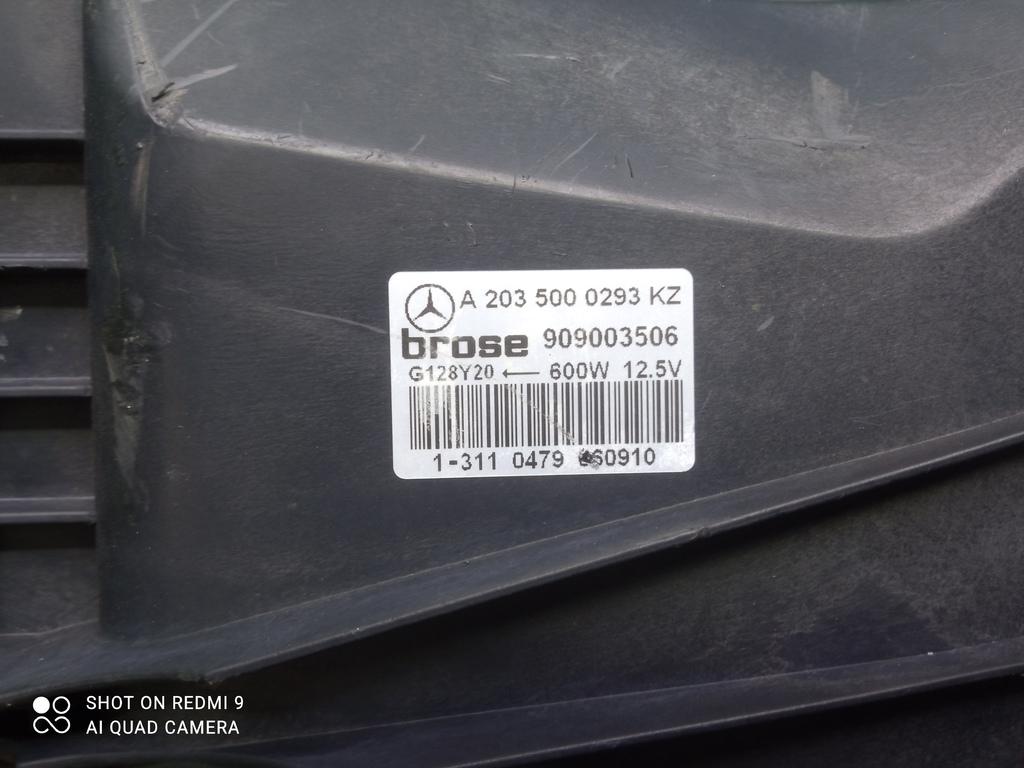 A 203 500 0293 KZ
brose 909003506
G128Y20 ← 600W 12.5V
1-311 0479
SHOT ON REDMI 9
AI QUAD CAMERA